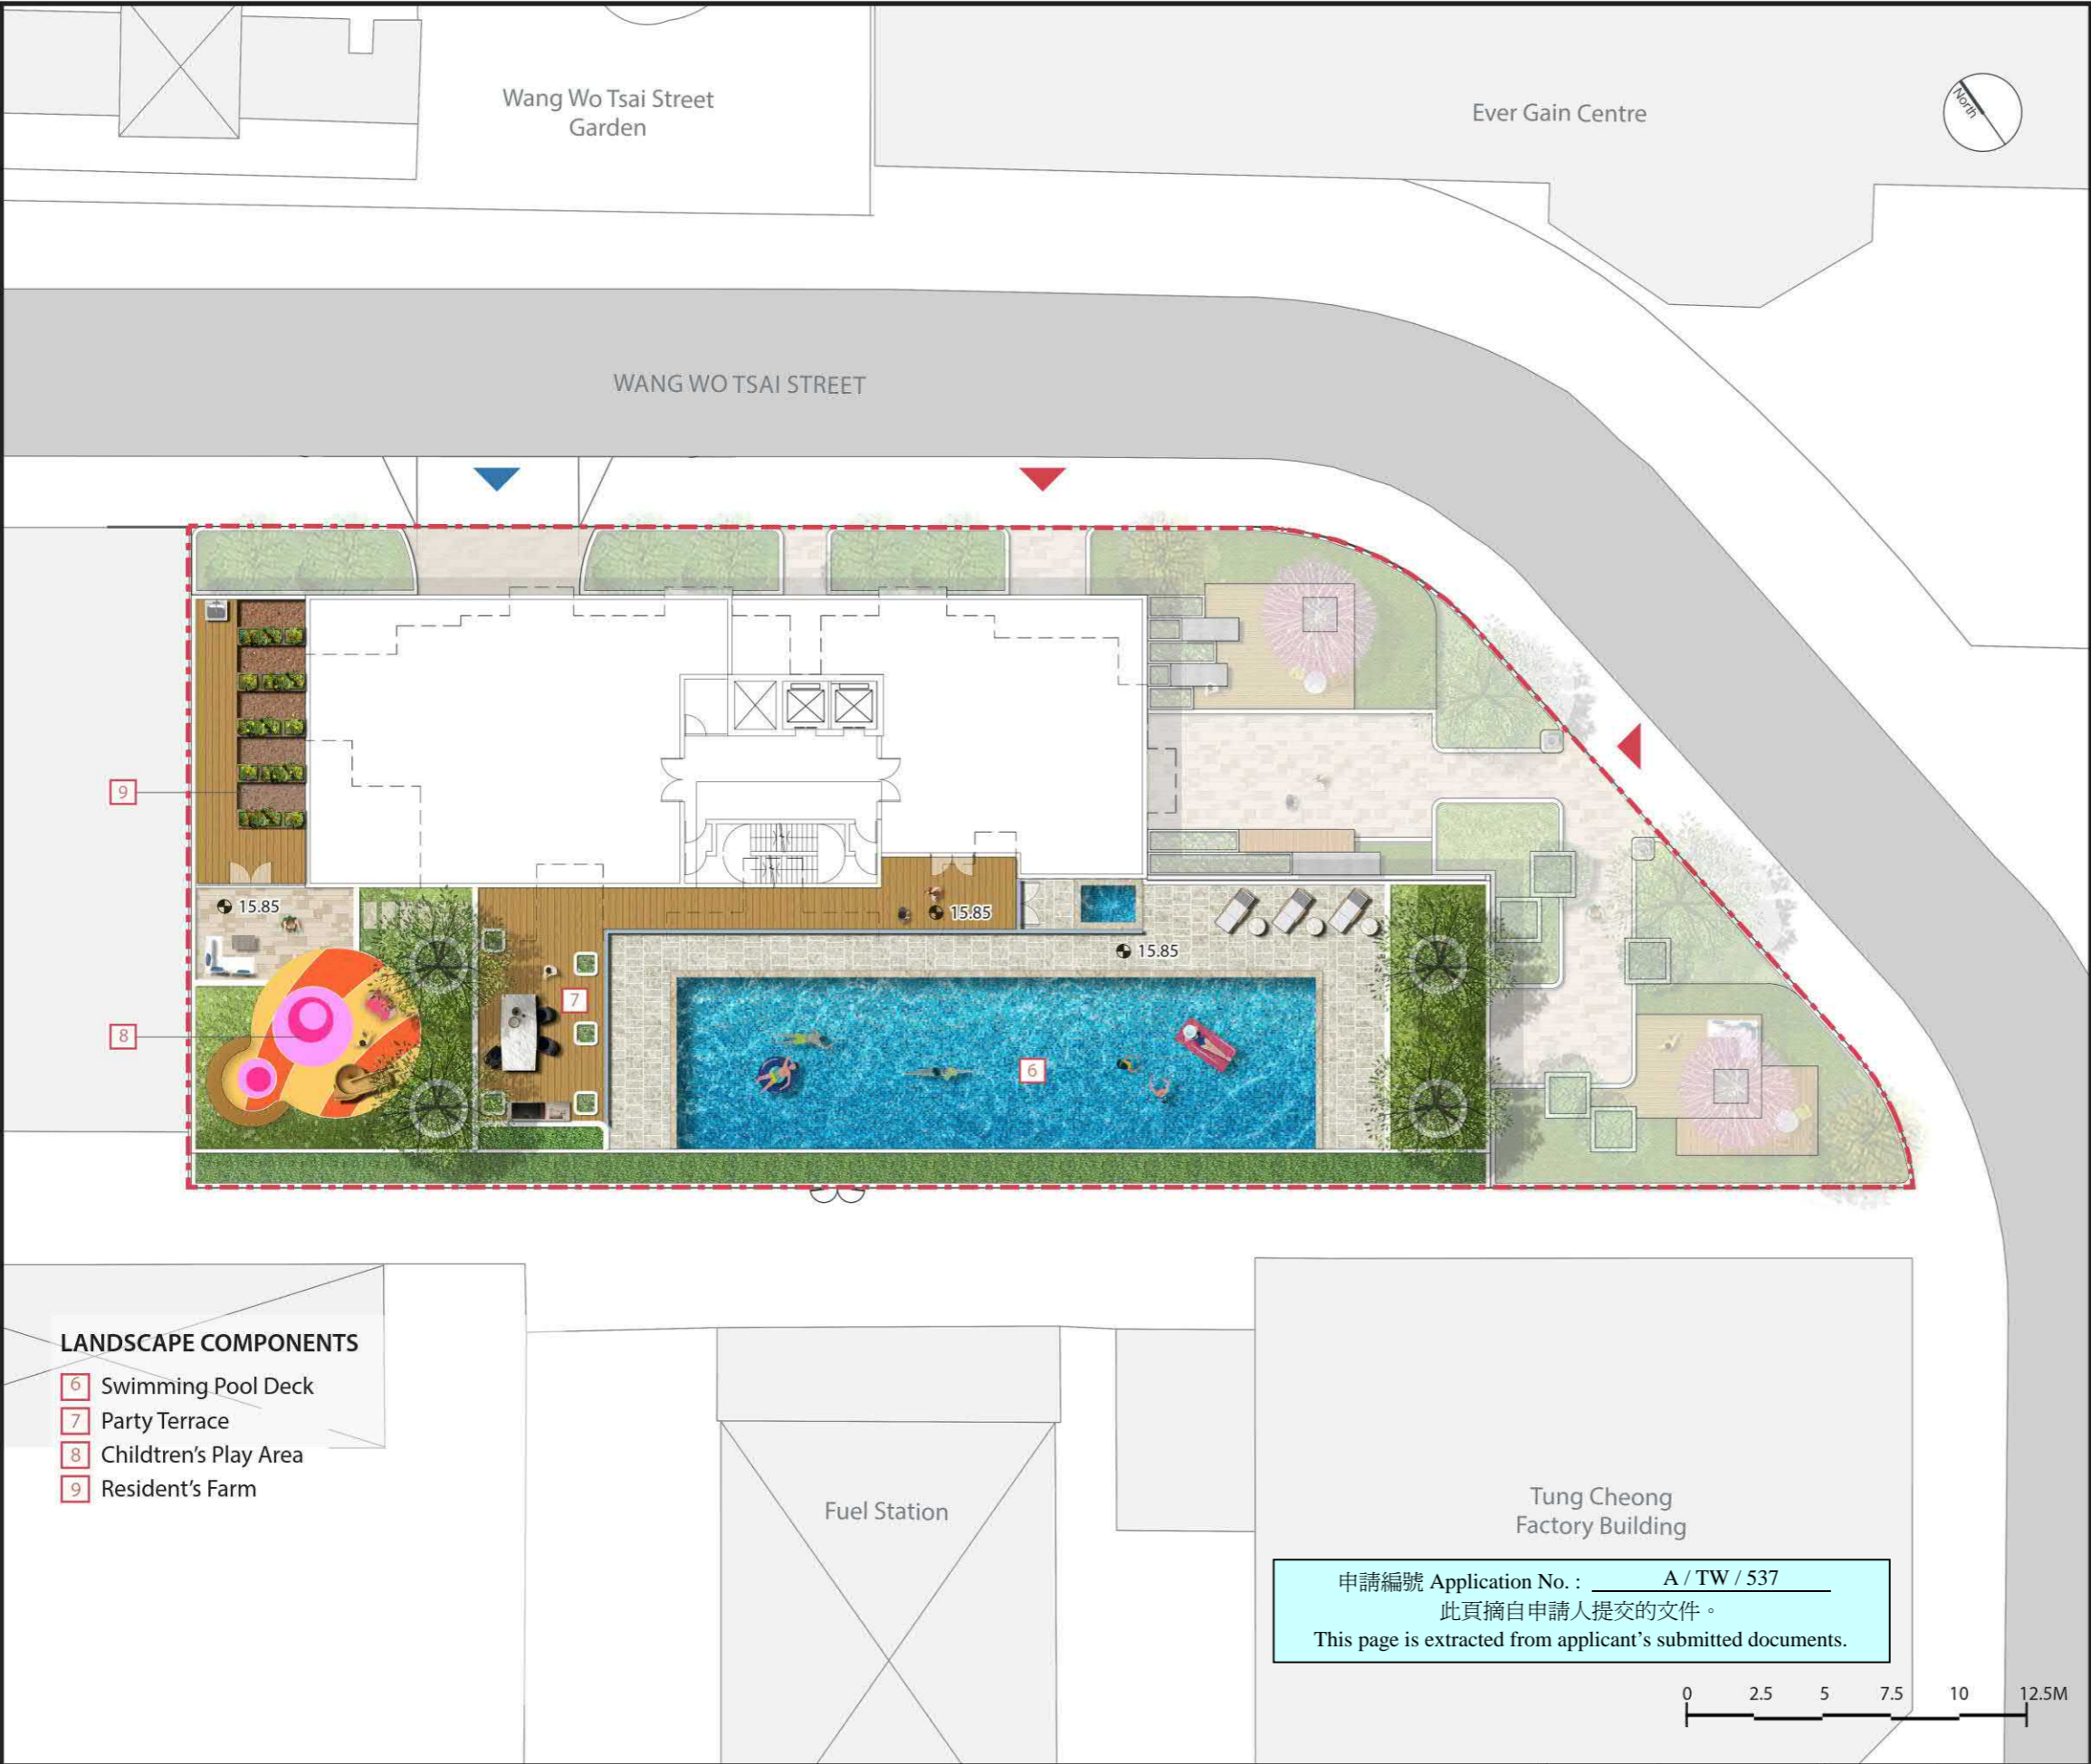 Wang Wo Tsai Street
Garden
Ever Gain Centre
North
WANG WO TSAI STREET
9
15.85
15.85
15.85
7
8
6
LANDSCAPE COMPONENTS
6 Swimming Pool Deck
7 Party Terrace
8 Childtren's Play Area
9 Resident's Farm
Fuel Station
Tung Cheong
Factory Building
申請編號 Application No. : A / TW / 537
此頁摘自申請人提交的文件。
This page is extracted from applicant's submitted documents.
0 2.5 5 7.5 10 12.5M